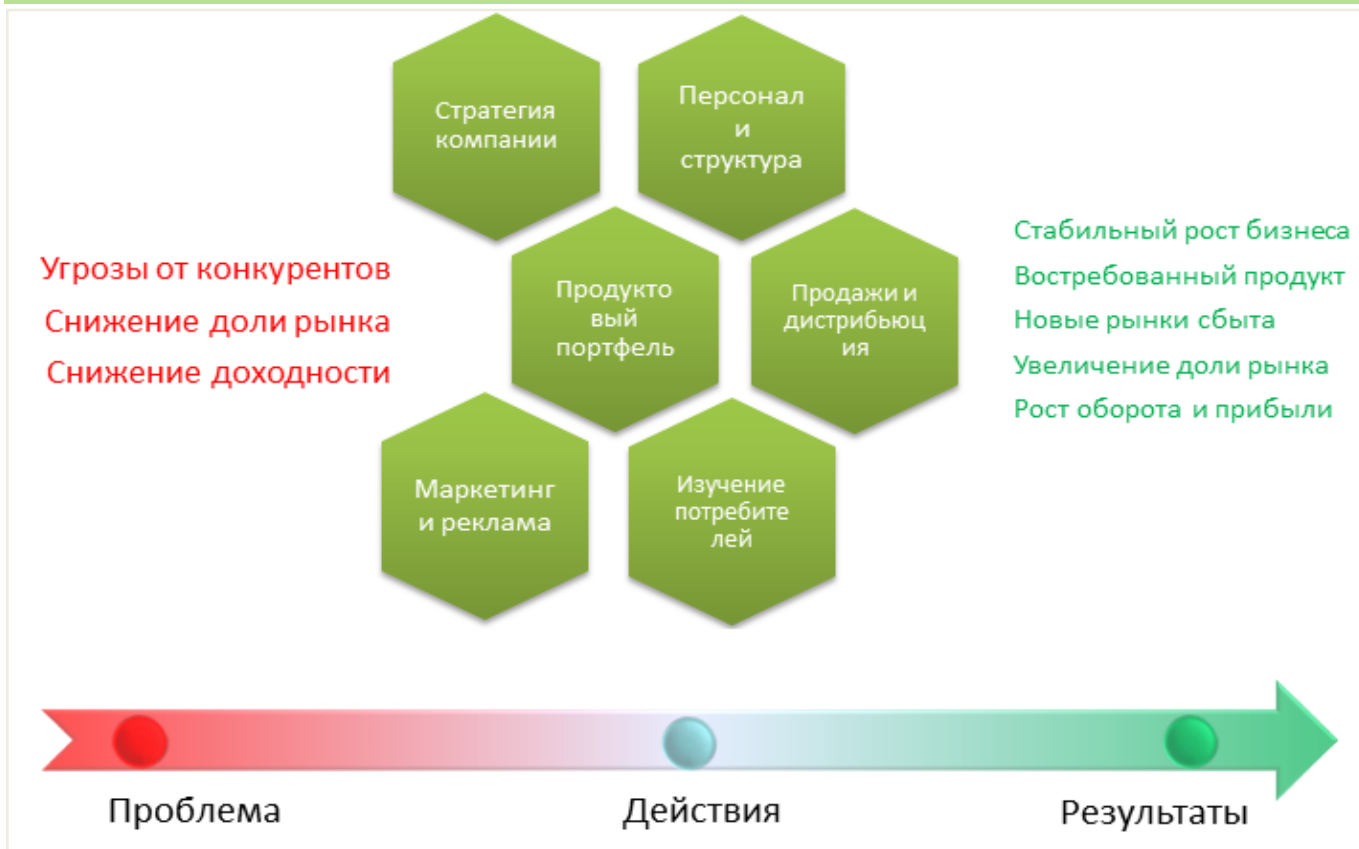 Стратегия
компании
Персонал
и
структура
Угрозы от конкурентов
Снижение доли рынка
Снижение доходности
Продукто
вый
портфель
Продажи и
дистрибьюц
ия
Стабильный рост бизнеса
Востребованный продукт
Новые рынки сбыта
Увеличение доли рынка
Рост оборота и прибыли
Маркетинг
и реклама
Изучение
потребите
лей
Проблема
Действия
Результаты